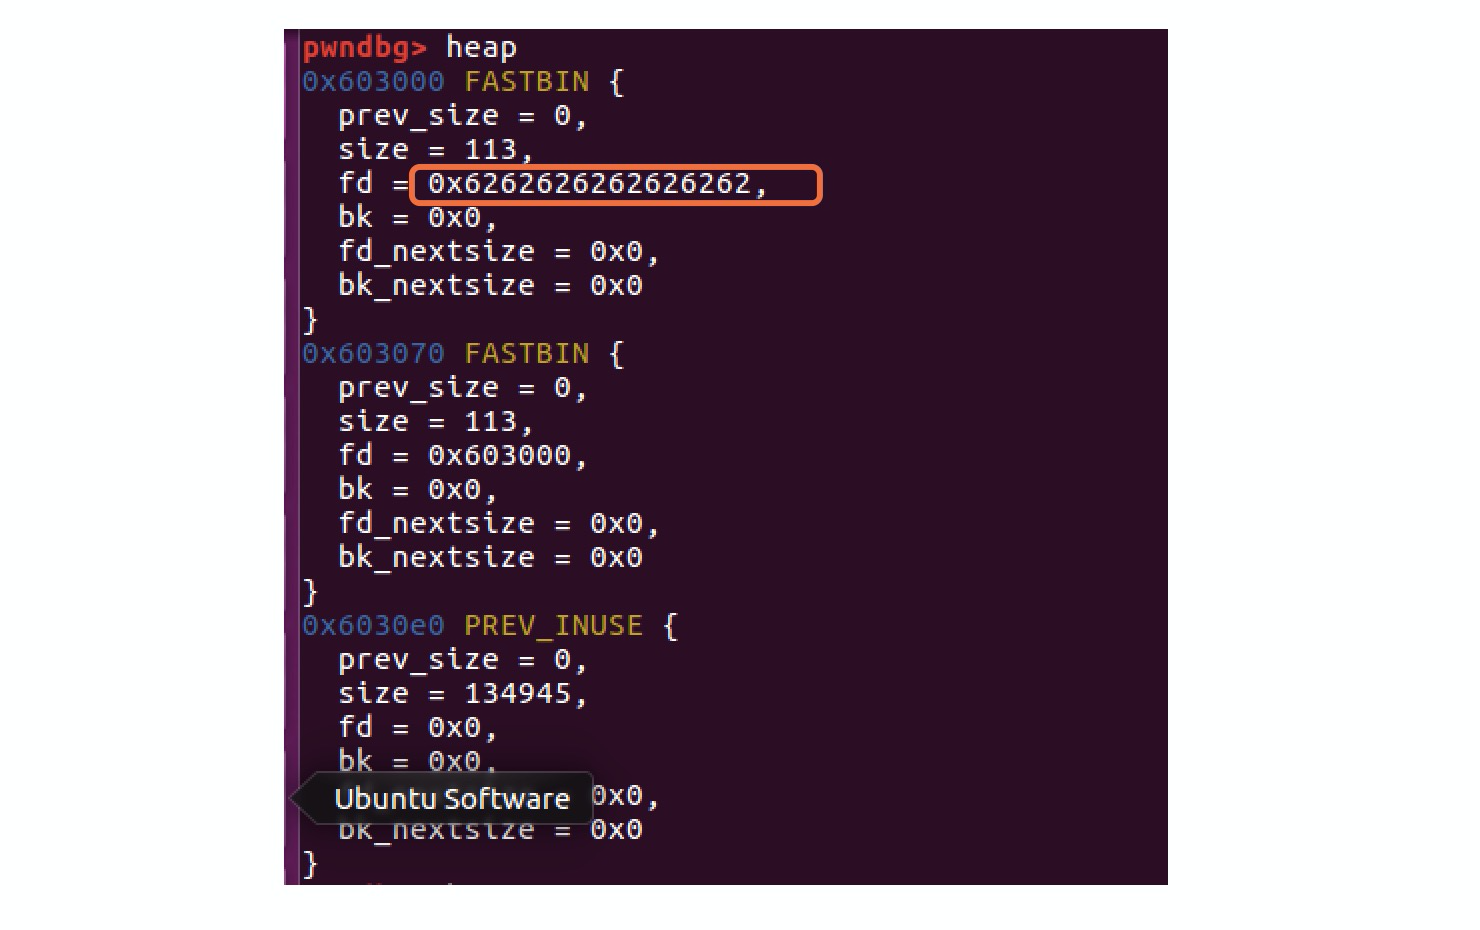 pwndbg> heap
0x603000 FASTBIN {
prev_size = 0,
size = 113,
fd = 0x6262626262626262,
bk = 0x0,
fd_nextsize = 0x0,
bk_nextsize = 0x0
}
0x603070 FASTBIN {
prev_size = 0,
size = 113,
fd = 0x603000,
bk = 0x0,
fd_nextsize = 0x0,
bk_nextsize = 0x0
}
0x6030e0 PREV_INUSE {
prev_size = 0,
size = 134945,
fd = 0x0,
bk = 0x0,
Ubuntu Software 0x0,
bk_nextsize = 0x0
}